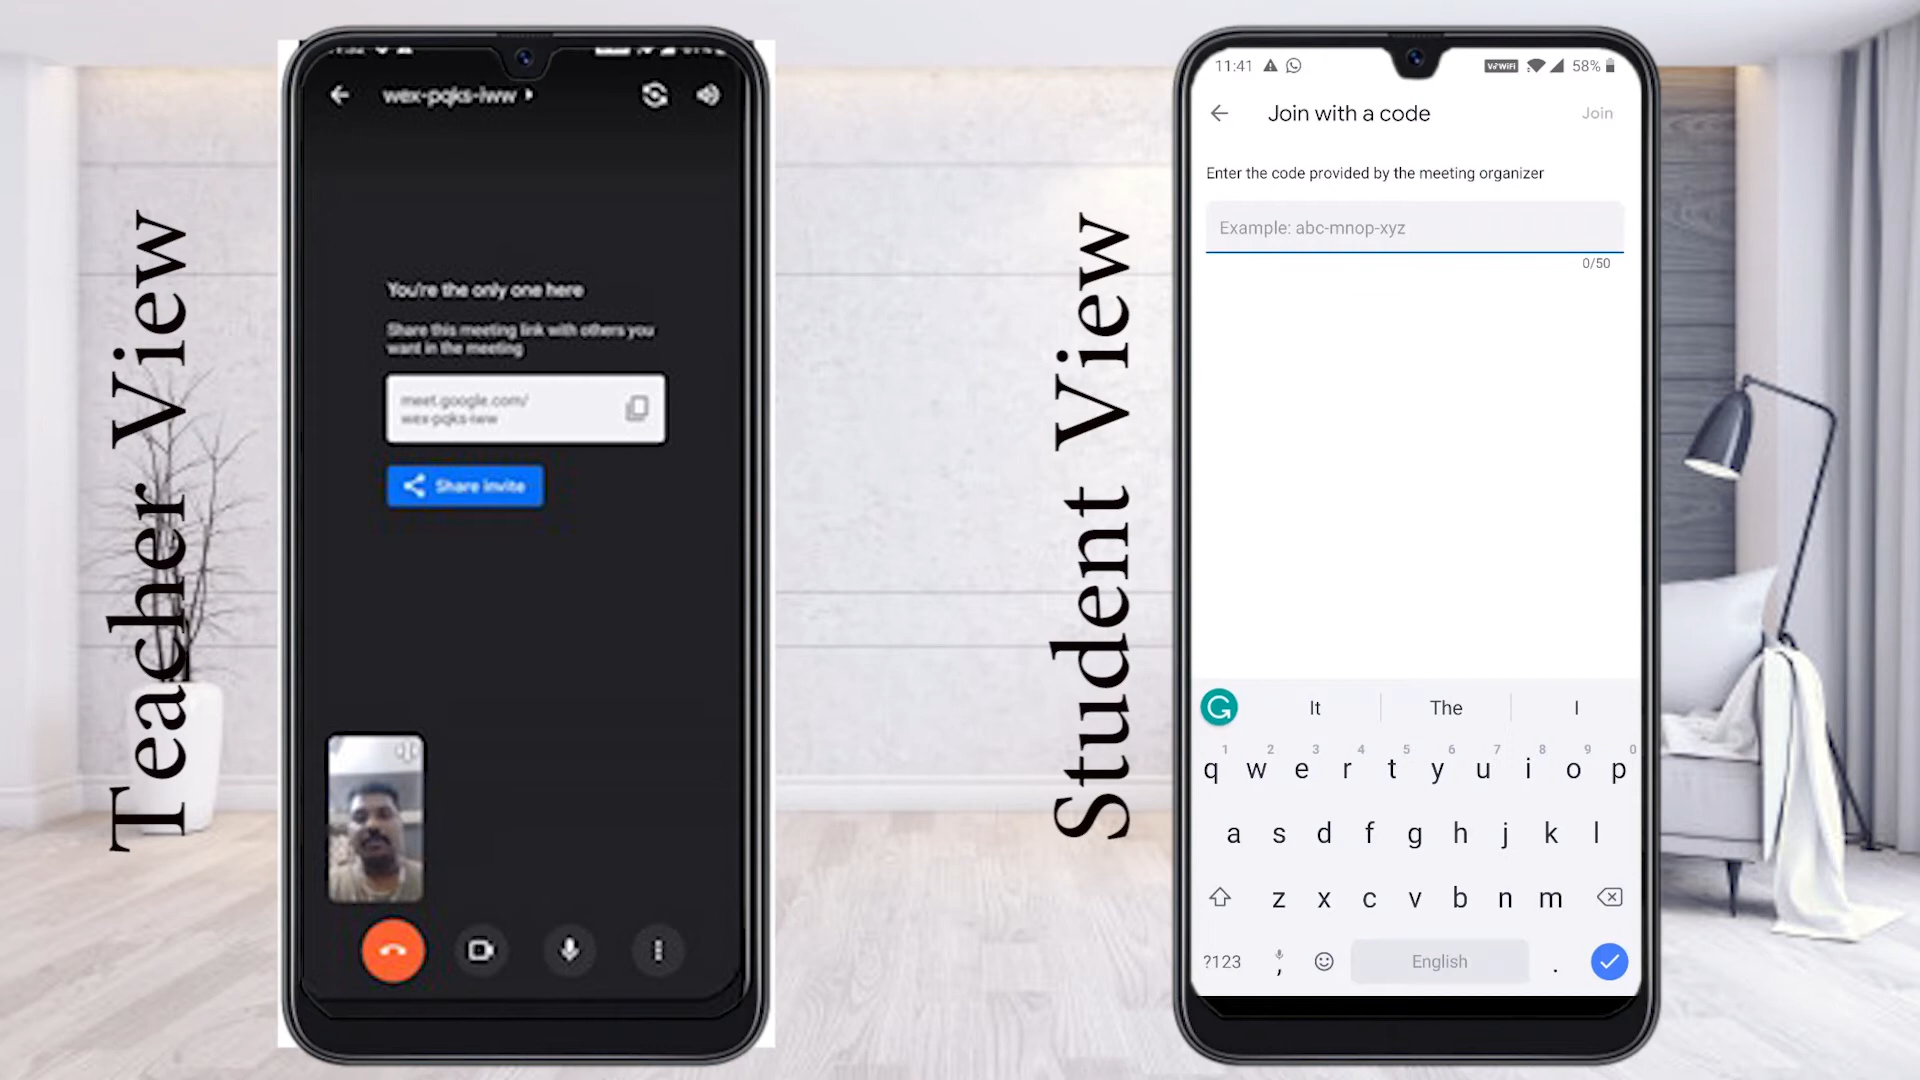 Teacher View
wex-pqks-iww
You're the only one here
Share this meeting link with others you
want in the meeting
meet.google.com/
wex-pqks-iww
Share invite
Student View
11:41
VoWiFi
58%
Join with a code
Join
Enter the code provided by the meeting organizer
Example: abc-mnop-xyz
0/50
It The I
1 2 3 4 5 6 7 8 9 0
q w e r t y u i o p
a s d f g h j k l
z x c v b n m
?123 , English .